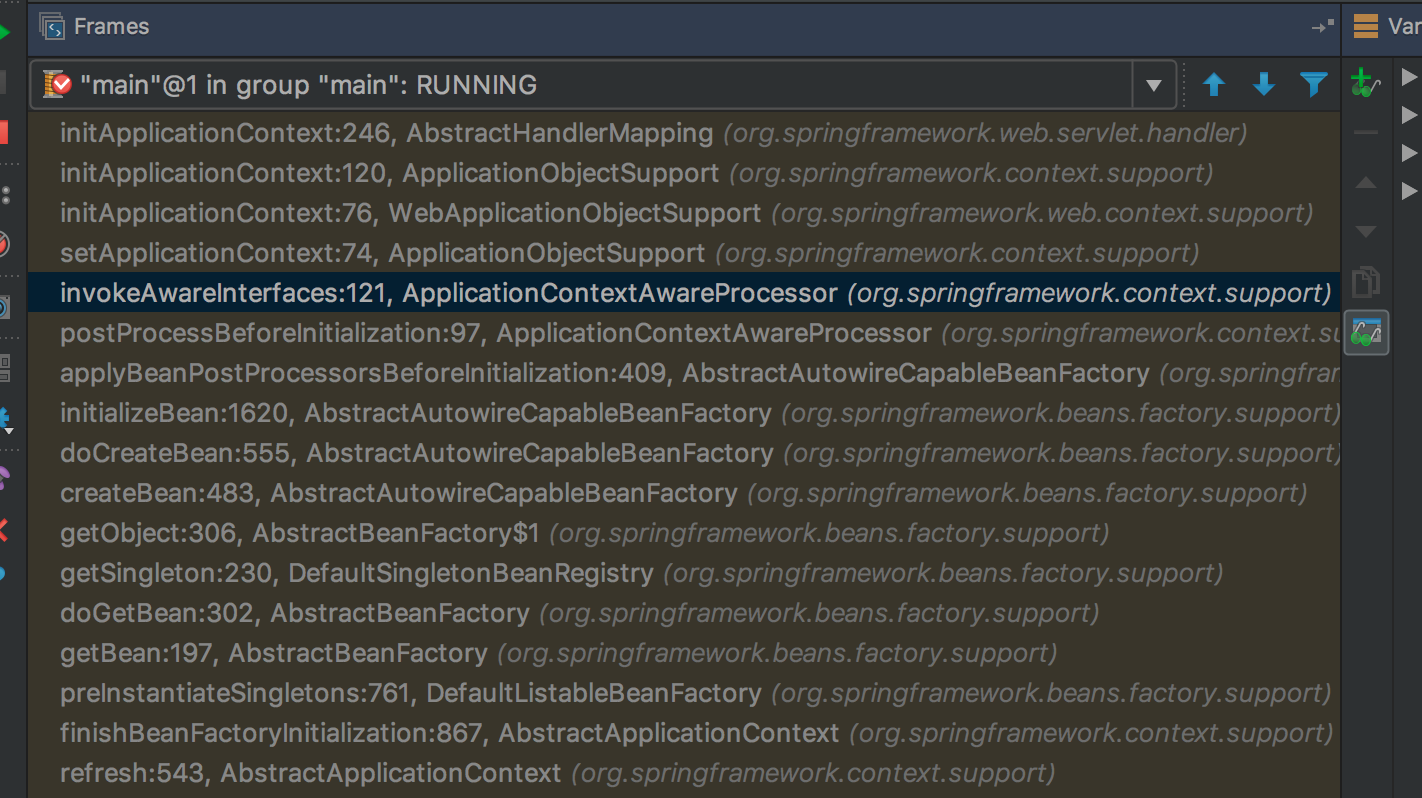 Frames
"main"@1 in group "main": RUNNING
initApplicationContext:246, AbstractHandlerMapping (org.springframework.web.servlet.handler)
initApplicationContext:120, ApplicationObjectSupport (org.springframework.context.support)
initApplicationContext:76, WebApplicationObjectSupport (org.springframework.web.context.support)
setApplicationContext:74, ApplicationObjectSupport (org.springframework.context.support)
invokeAwareInterfaces:121, ApplicationContextAwareProcessor (org.springframework.context.support)
postProcessBeforeInitialization:97, ApplicationContextAwareProcessor (org.springframework.context.su
applyBeanPostProcessorsBeforeInitialization:409, AbstractAutowireCapableBeanFactory (org.springfran
initializeBean:1620, AbstractAutowireCapableBeanFactory (org.springframework.beans.factory.support)
doCreateBean:555, AbstractAutowireCapableBeanFactory (org.springframework.beans.factory.support)
createBean:483, AbstractAutowireCapableBeanFactory (org.springframework.beans.factory.support)
getObject:306, AbstractBeanFactory$1 (org.springframework.beans.factory.support)
getSingleton:230, DefaultSingletonBeanRegistry (org.springframework.beans.factory.support)
doGetBean:302, AbstractBeanFactory (org.springframework.beans.factory.support)
getBean:197, AbstractBeanFactory (org.springframework.beans.factory.support)
preInstantiateSingletons:761, DefaultListableBeanFactory (org.springframework.beans.factory.support)
finishBeanFactoryInitialization:867, AbstractApplicationContext (org.springframework.context.support)
refresh:543, AbstractApplicationContext (org.springframework.context.support)
Var